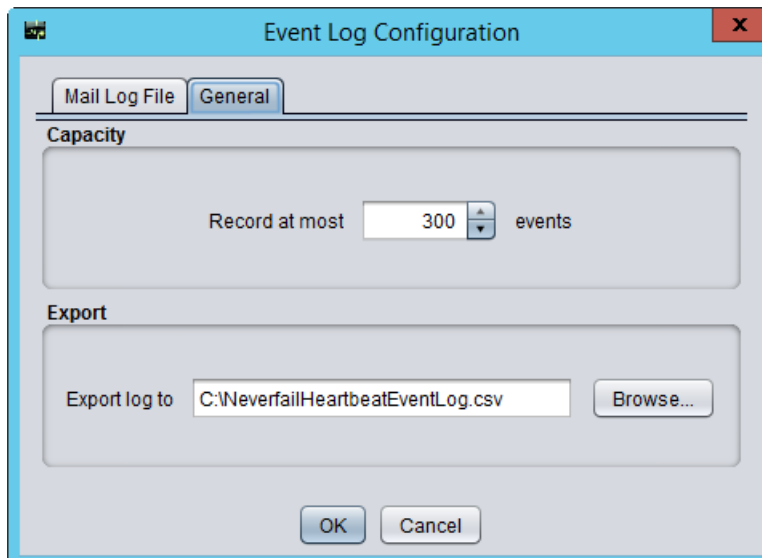 Event Log Configuration
x
Mail Log File General
Capacity
Record at most 300 events
Export
Export log to C:\NeverfailHeartbeatEventLog.csv Browse...
OK Cancel